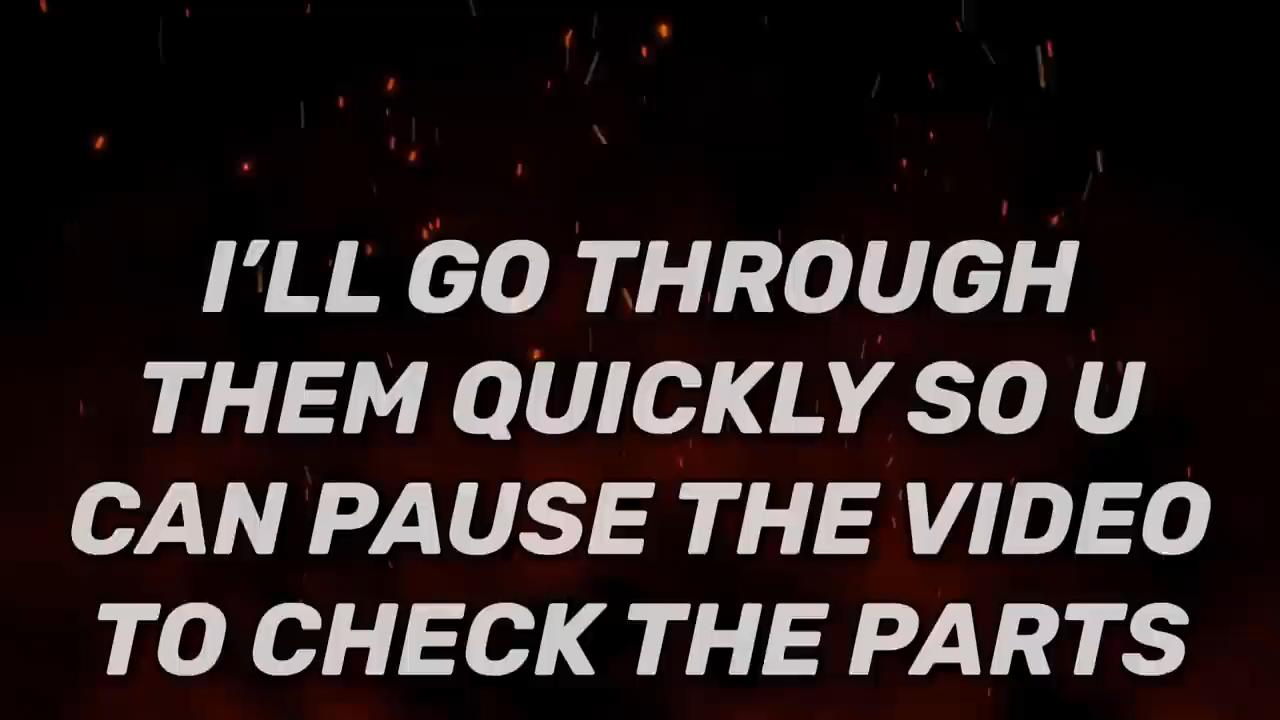 I'LL GO THROUGH
THEM QUICKLY SO U
CAN PAUSE THE VIDEO
TO CHECK THE PARTS